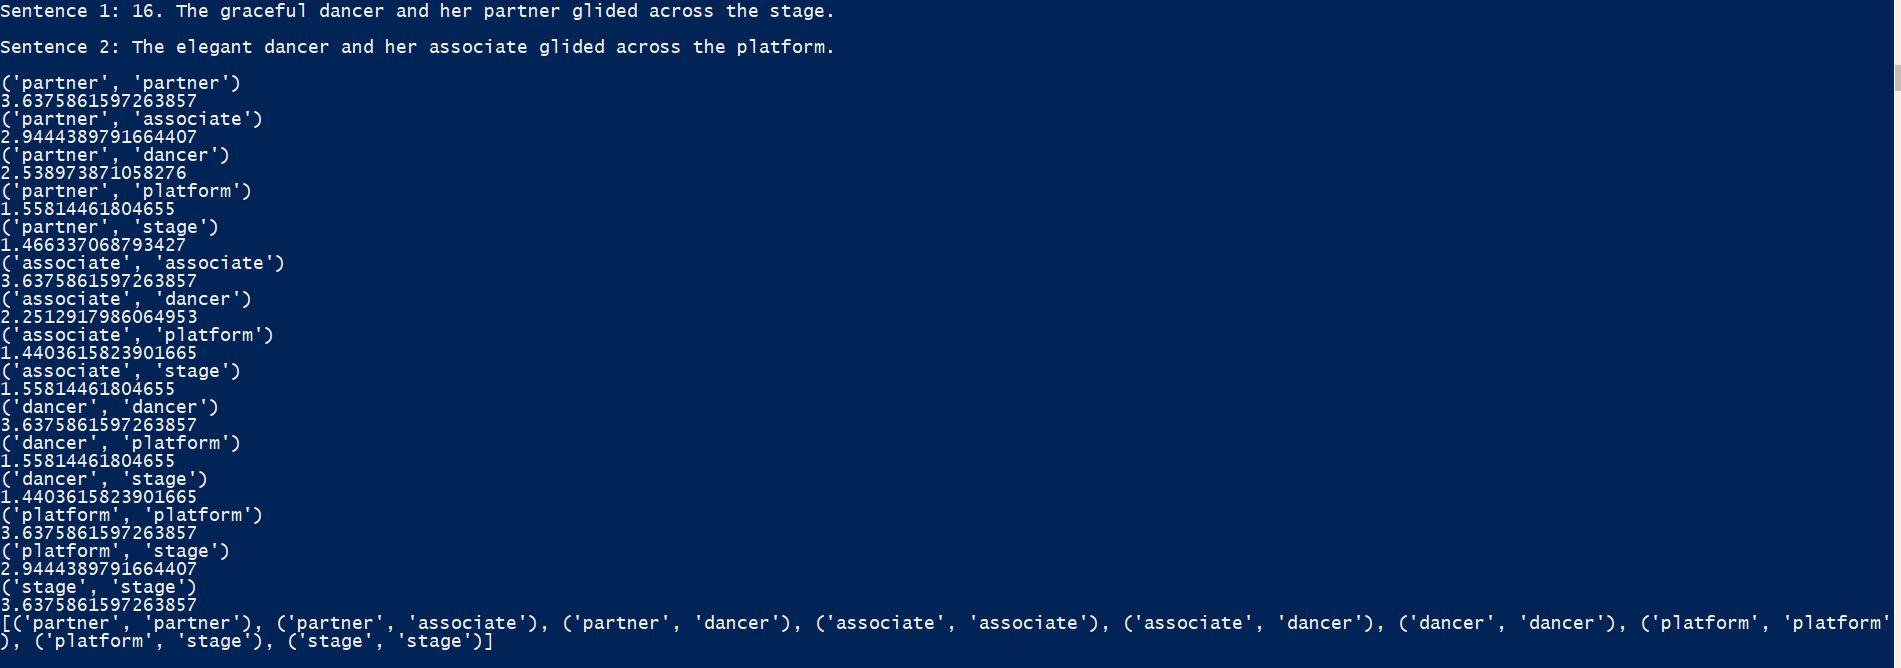 Sentence 1: 16. The graceful dancer and her partner glided across the stage.
Sentence 2: The elegant dancer and her associate glided across the platform.
('partner', 'partner')
3.6375861597263857
('partner', 'associate')
2.9444389791664407
('partner', 'dancer')
2.538973871058276
('partner', 'platform')
1.55814461804655
('partner', 'stage')
1.466337068793427
('associate', 'associate')
3.6375861597263857
('associate', 'dancer')
2.2512917986064953
('associate', 'platform')
1.4403615823901665
('associate', 'stage')
1.55814461804655
('dancer', 'dancer')
3.6375861597263857
('dancer', 'platform')
1.55814461804655
('dancer', 'stage')
1.4403615823901665
('platform', 'platform')
3.6375861597263857
('platform', 'stage')
2.9444389791664407
('stage', 'stage')
3.6375861597263857
[('partner', 'partner'), ('partner', 'associate'), ('partner', 'dancer'), ('associate', 'associate'), ('associate', 'dancer'), ('dancer', 'dancer'), ('platform', 'platform'
), ('platform', 'stage'), ('stage', 'stage')]